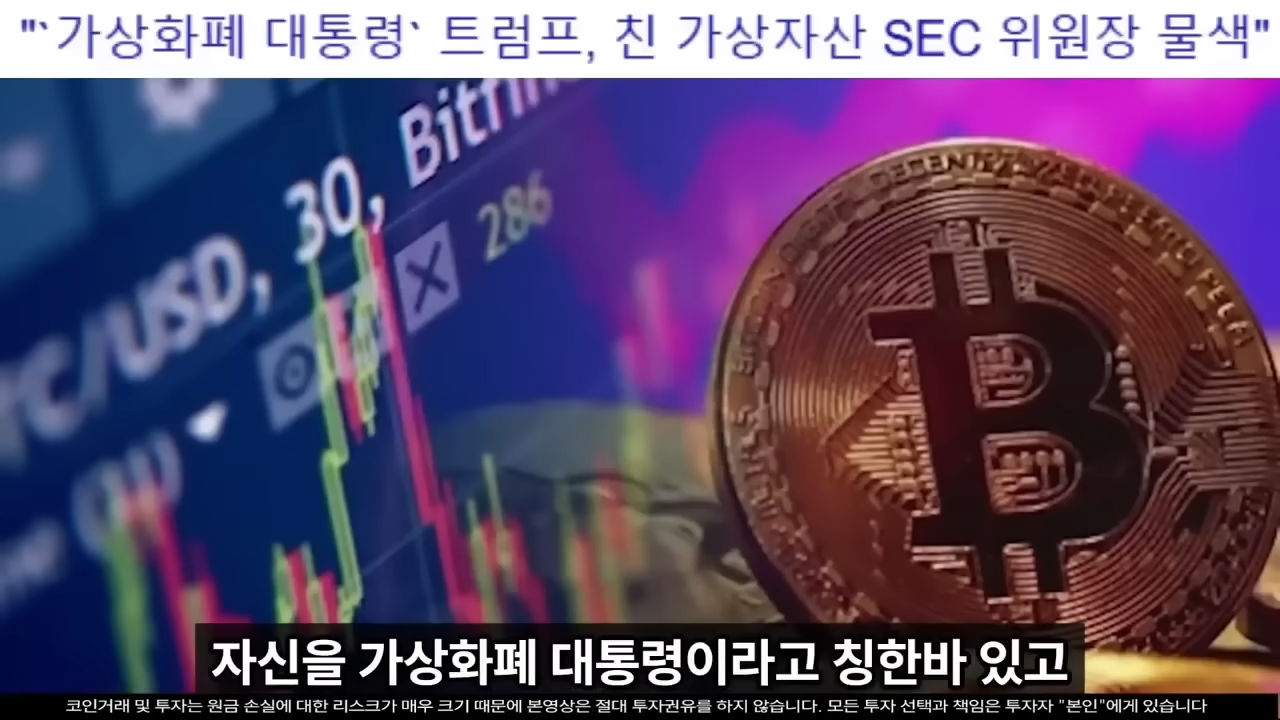 "`가상화폐 대통령` 트럼프, 친 가상자산 SEC 위원장 물색"
30, Bitfin
/USD,
286
DECENTR
자신을 가상화폐 대통령이라고 칭한바 있고
코인거래 및 투자는 원금 손실에 대한 리스크가 매우 크기 때문에 본영상은 절대 투자권유를 하지 않습니다. 모든 투자 선택과 책임은 투자자 "본인"에게 있습니다